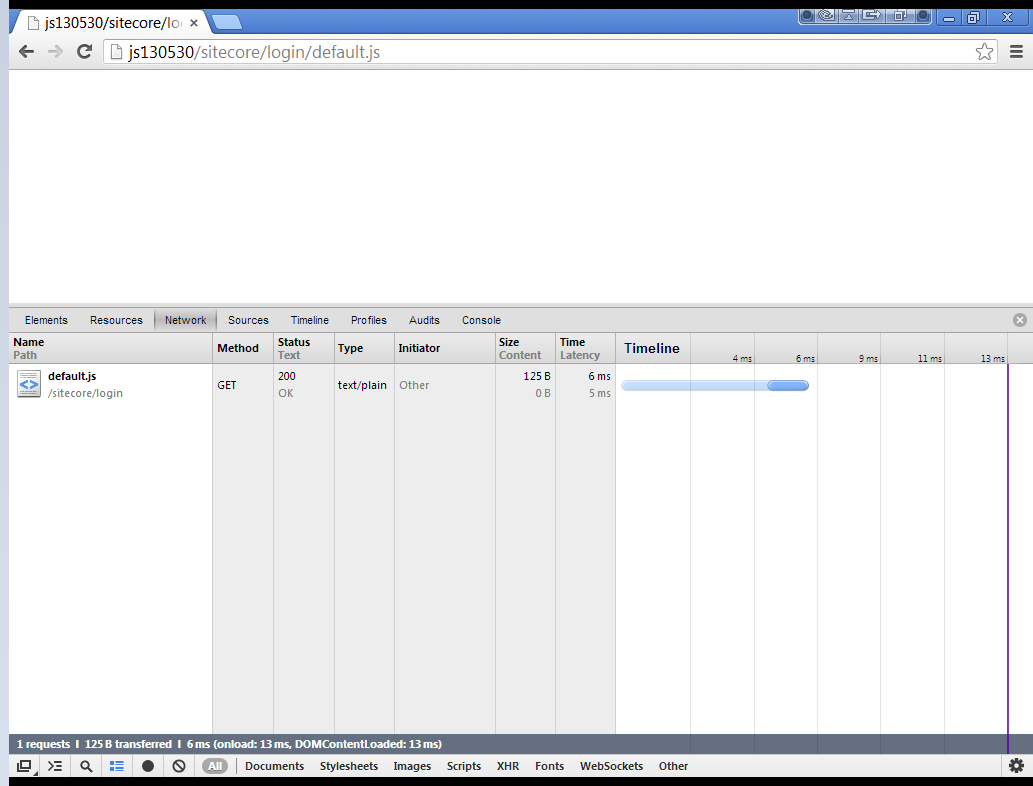 js130530/sitecore/lo
js130530/sitecore/login/default.js
Elements Resources Network Sources Timeline Profiles Audits Console
Name Path Method Status Text Type Initiator Size Content Time Latency Timeline 4 ms 6 ms 9 ms 11 ms 13 ms
default.js 200 125 B 6 ms
GET text/plain Other
/sitecore/login OK 0 B 5 ms
1 requests | 125 B transferred | 6 ms (onload: 13 ms, DOMContentLoaded: 13 ms)
All Documents Stylesheets Images Scripts XHR Fonts WebSockets Other